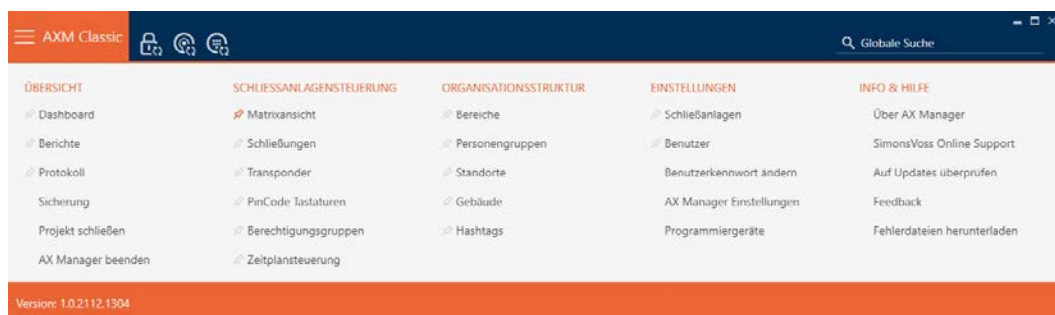 AXM Classic
Globale Suche
ÜBERSICHT
Dashboard
Berichte
Protokoll
Sicherung
Projekt schließen
AX Manager beenden
SCHLIESSANLAGENSTEUERUNG
Matrixansicht
Schließungen
Transponder
PinCode Tastaturen
Berechtigungsgruppen
Zeitplansteuerung
ORGANISATIONSSTRUKTUR
Bereiche
Personengruppen
Standorte
Gebäude
Hashtags
EINSTELLUNGEN
Schließanlagen
Benutzer
Benutzerkennwort ändern
AX Manager Einstellungen
Programmiergeräte
INFO & HILFE
Über AX Manager
SimonsVoss Online Support
Auf Updates überprüfen
Feedback
Fehlerdateien herunterladen
Version: 1.0.2112.1304